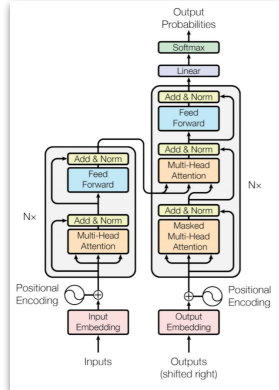 Output
Probabilities
Softmax
Linear
Add & Norm
Feed
Forward
Add & Norm
Multi-Head
Attention
Add & Norm
Masked
Multi-Head
Attention
Nx
Positional
Encoding
Output
Embedding
Outputs
(shifted right)
Add & Norm
Feed
Forward
Add & Norm
Multi-Head
Attention
Nx
Positional
Encoding
Input
Embedding
Inputs